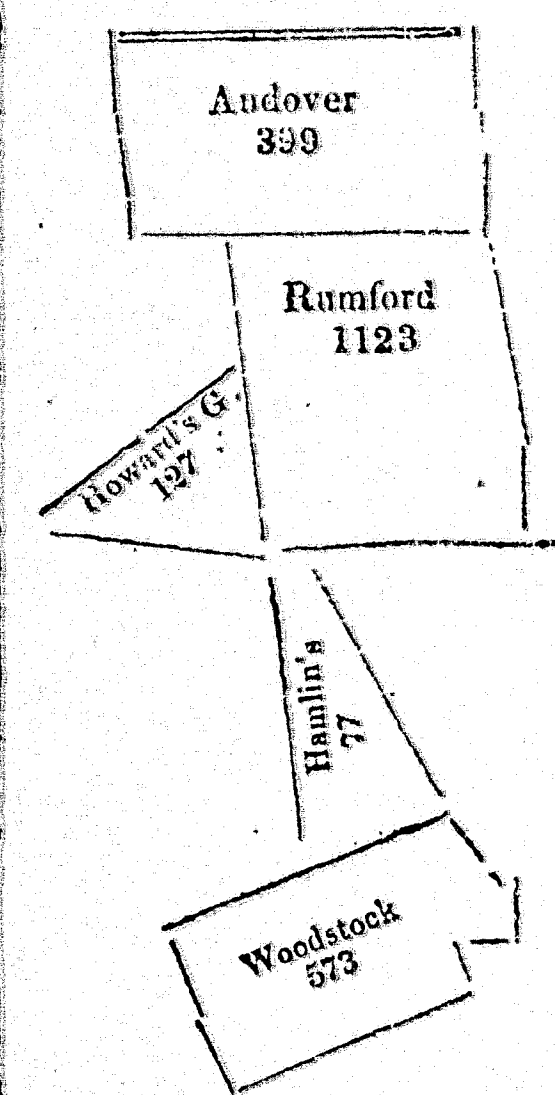 Andover
399
Rumford
1123
Howard's G.
127
Hamlin's
77
Woodstock
573